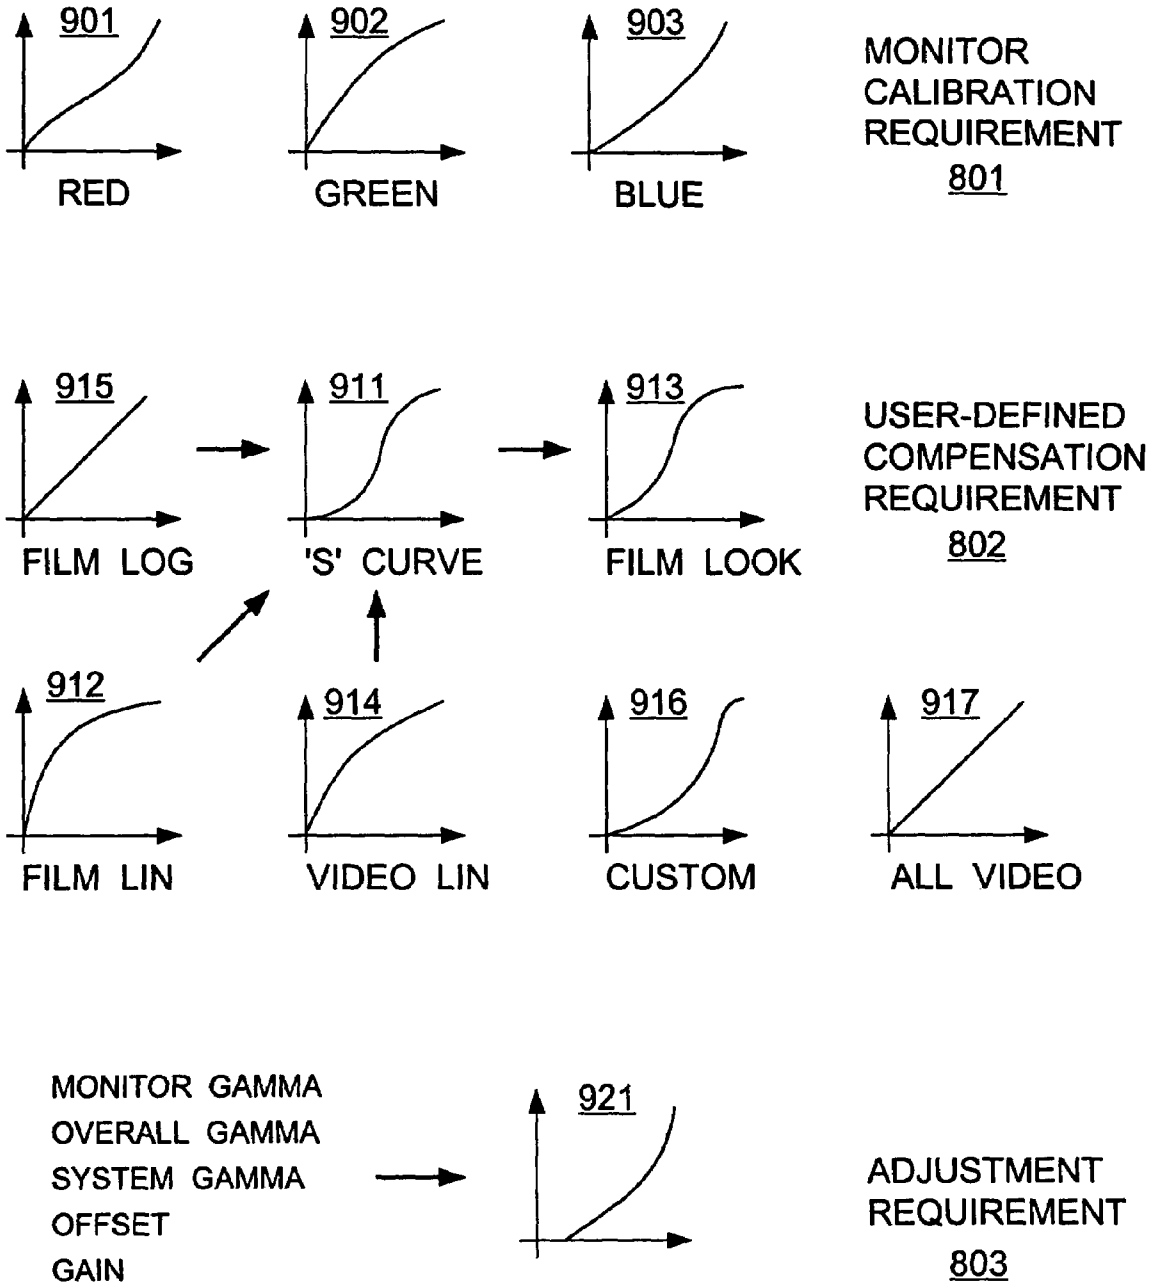 901
902
903
MONITOR
CALIBRATION
REQUIREMENT
801
RED
GREEN
BLUE
915
911
913
USER-DEFINED
COMPENSATION
REQUIREMENT
802
FILM LOG
'S' CURVE
FILM LOOK
912
914
916
917
FILM LIN
VIDEO LIN
CUSTOM
ALL VIDEO
MONITOR GAMMA
OVERALL GAMMA
SYSTEM GAMMA
OFFSET
GAIN
921
ADJUSTMENT
REQUIREMENT
803